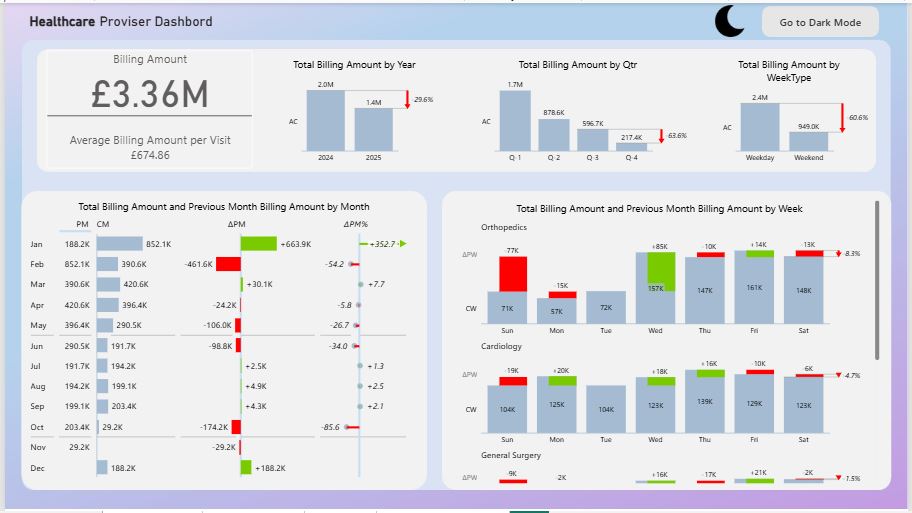 Healthcare Proviser Dashbord
Go to Dark Mode
Billing Amount
£3.36M
Average Billing Amount per Visit
£674.86
Total Billing Amount by Year
AC
2.0M
1.4M
29.6%
2024 2025
Total Billing Amount by Qtr
AC
1.7M
878.6K
596.7K
217.4K
63.6%
Q 1 Q 2 Q 3 Q 4
Total Billing Amount by
WeekType
AC
2.4M
949.0K
60.6%
Weekday Weekend
Total Billing Amount and Previous Month Billing Amount by Month
PM CM ΔPM ΔPM%
Jan 188.2K 852.1K +663.9K +352.7
Feb 852.1K 390.6K -461.6K -54.2
Mar 390.6K 420.6K +30.1K +7.7
Apr 420.6K 396.4K -24.2K -5.8
May 396.4K 290.5K -106.0K -26.7
Jun 290.5K 191.7K -98.8K -34.0
Jul 191.7K 194.2K +2.5K +1.3
Aug 194.2K 199.1K +4.9K +2.5
Sep 199.1K 203.4K +4.3K +2.1
Oct 203.4K 29.2K -174.2K -85.6
Nov 29.2K -29.2K
Dec 188.2K +188.2K
Total Billing Amount and Previous Month Billing Amount by Week
Orthopedics
ΔPW -77K -15K +85K -10K +14K -13K -8.3%
CW 71K 57K 72K 157K 147K 161K 148K
Sun Mon Tue Wed Thu Fri Sat
Cardiology
ΔPW -19K +20K +18K +16K -10K -6K -4.7%
CW 104K 125K 104K 123K 139K 129K 123K
Sun Mon Tue Wed Thu Fri Sat
General Surgery
ΔPW -9K -2K +16K -17K +21K -2K -1.5%